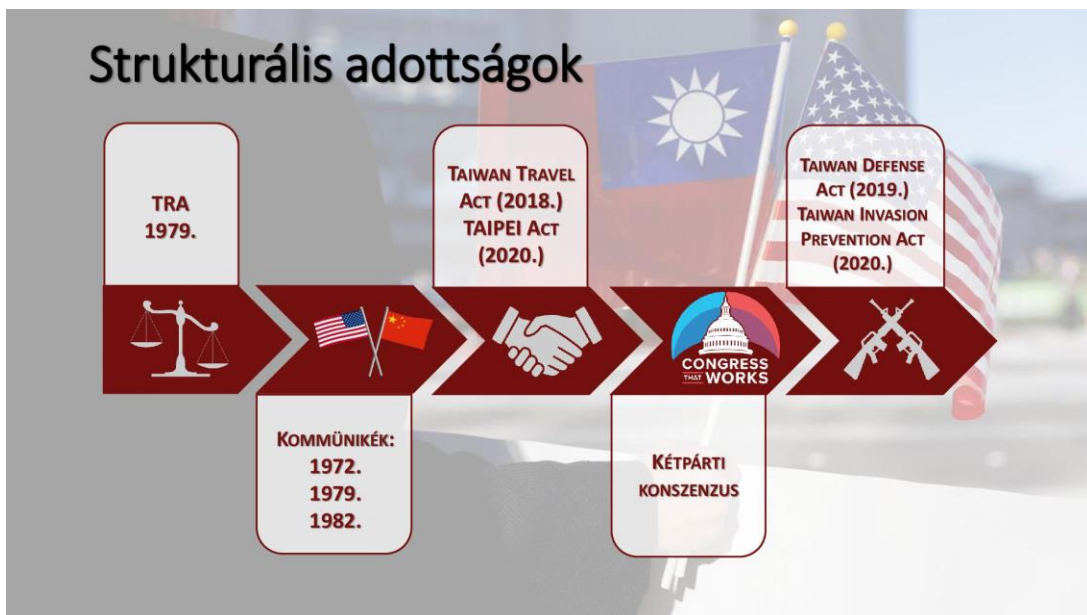 Strukturális adottságok
TRA
1979.
Kommünikék:
1972.
1979.
1982.
Taiwan Travel
Act (2018.)
TAIPEI Act
(2020.)
CONGRESS
THAT WORKS
Kétpárti
konszenzus
Taiwan Defense
Act (2019.)
Taiwan Invasion
Prevention Act
(2020.)